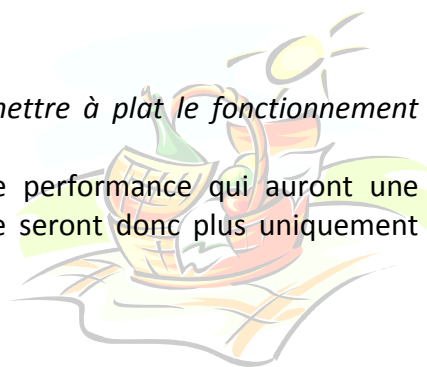 mettre à plat le fonctionnement
e performance qui auront une
e seront donc plus uniquement